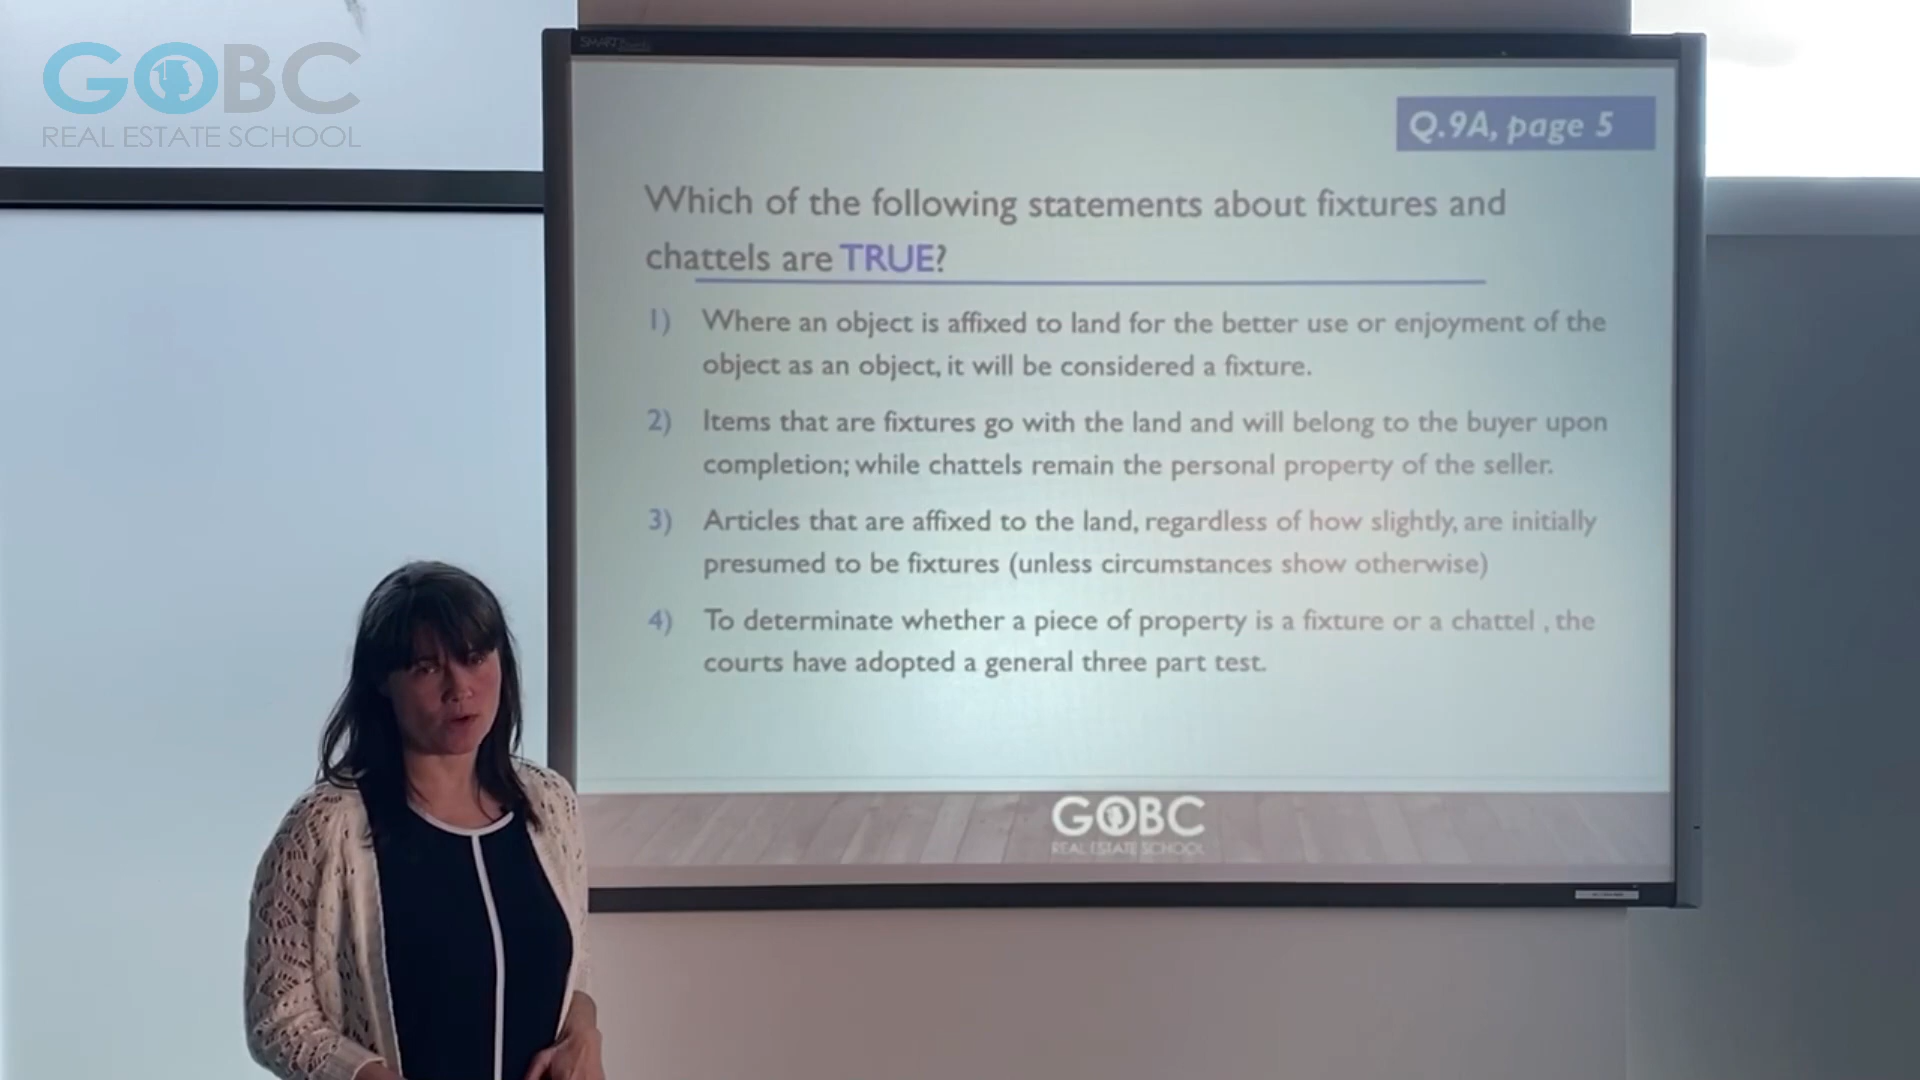 GOBC
REAL ESTATE SCHOOL
SMART
Q.9A, page 5
Which of the following statements about fixtures and
chattels are TRUE?
1) Where an object is affixed to land for the better use or enjoyment of the
object as an object, it will be considered a fixture.
2) Items that are fixtures go with the land and will belong to the buyer upon
completion; while chattels remain the personal property of the seller.
3) Articles that are affixed to the land, regardless of how slightly, are initially
presumed to be fixtures (unless circumstances show otherwise)
4) To determinate whether a piece of property is a fixture or a chattel , the
courts have adopted a general three part test.
GOBC
REAL ESTATE SCHOOL